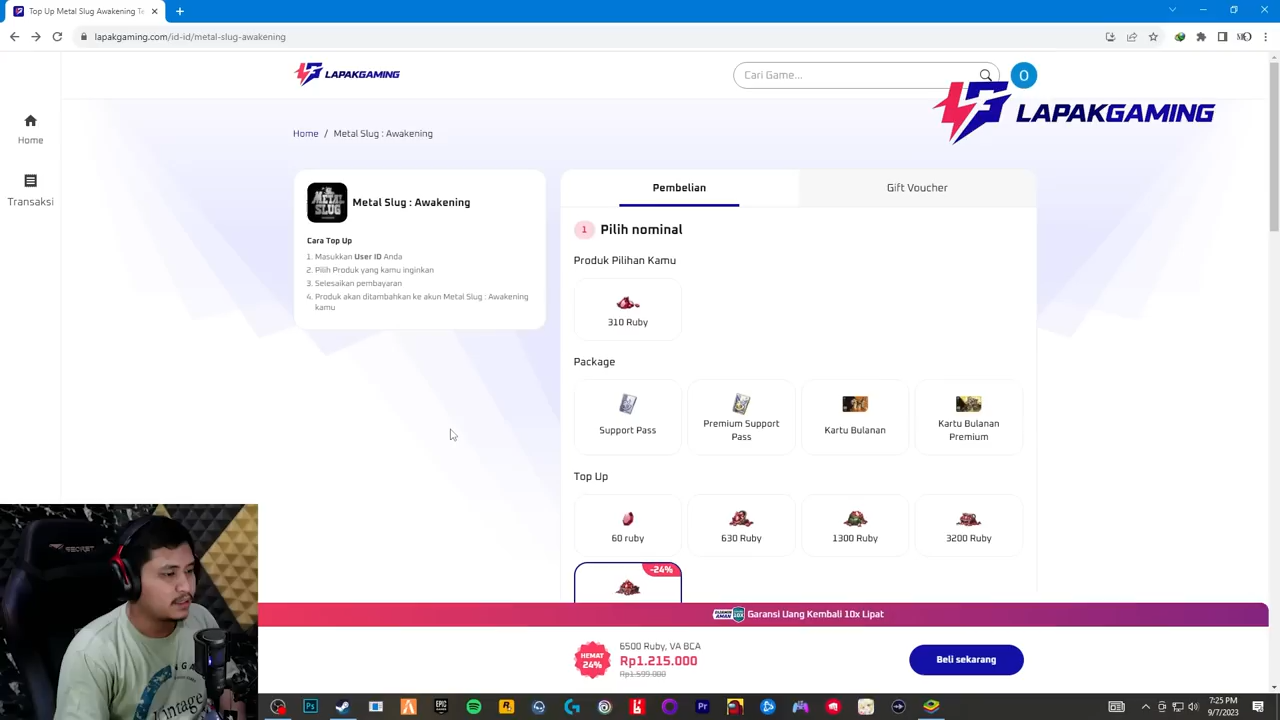 Top Up Metal Slug Awakening Te
lapakgaming.com/id-id/metal-slug-awakening
LAPAKGAMING
Cari Game...
O
LAPAKGAMING
Home
Transaksi
Home / Metal Slug : Awakening
METAL SLUG
Metal Slug : Awakening
Cara Top Up
1. Masukkan User ID Anda
2. Pilih Produk yang kamu inginkan
3. Selesaikan pembayaran
4. Produk akan ditambahkan ke akun Metal Slug : Awakening
kamu
Pembelian
Gift Voucher
1 Pilih nominal
Produk Pilihan Kamu
310 Ruby
Package
Support Pass
Premium Support
Pass
Kartu Bulanan
Kartu Bulanan
Premium
Top Up
60 ruby
630 Ruby
1300 Ruby
3200 Ruby
-24%
Garansi Uang Kembali 10x Lipat
HEMAT
24%
6500 Ruby, VA BCA
Rp1.215.000
Rp1.599.000
Beli sekarang
Vintage
7:25 PM
9/7/2023